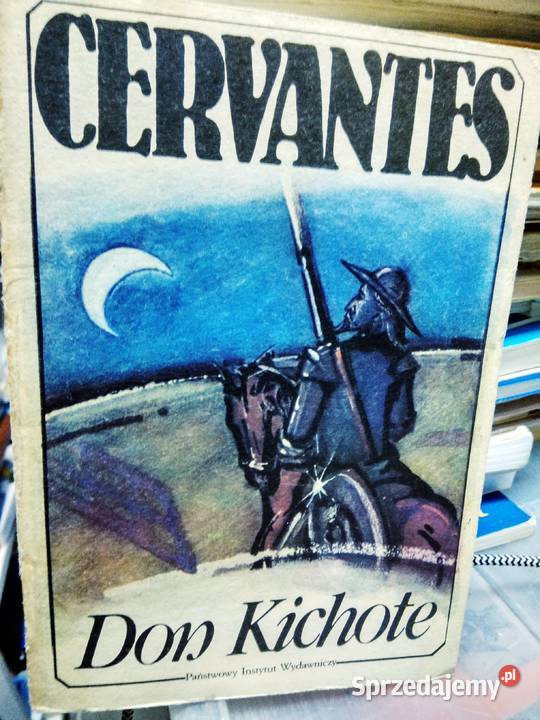 CERVANTES
Don Kichote
Państwowy Instytut Wydawniczy
Sprzedajemy.pl